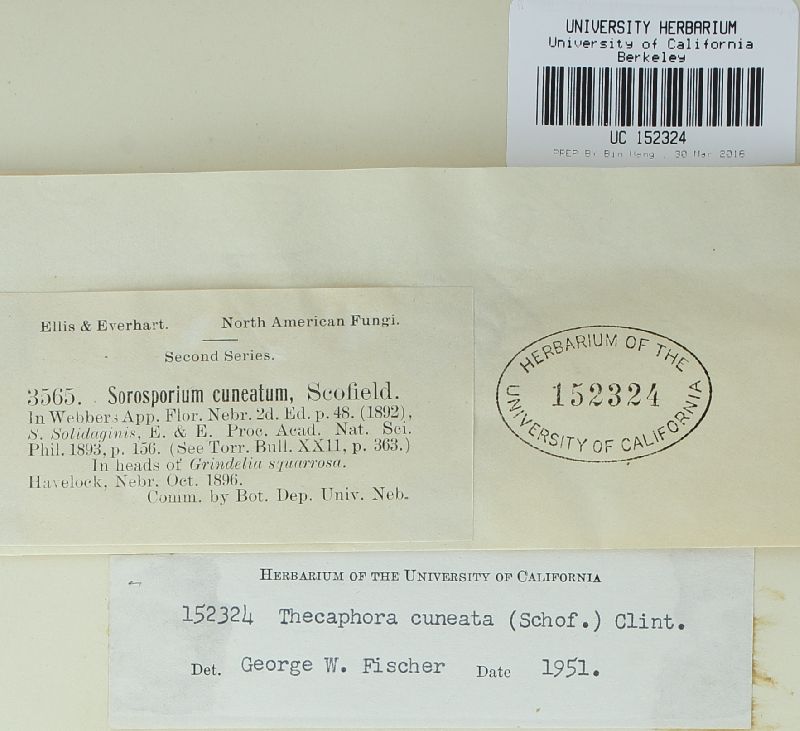 UNIVERSITY HERBARIUM
University of California
Berkeley
UC 152324
PREP By Bin Wang , 30 Mar 2016
Ellis & Everhart. North American Fungi.
Second Series.
3565. Sorosporium cuneatum, Scofield.
In Webbers App. Flor. Nebr. 2d. Ed. p. 48. (1892),
S. Solidaginis, E. & E. Proc. Acad. Nat. Sci.
Phil. 1893, p. 156. (See Torr. Bull. XX11, p. 363.)
In heads of Grindelia squarrosa.
Havelock, Nebr. Oct. 1896.
Comm. by Bot. Dep. Univ. Neb.
HERBARIUM OF THE
152324
UNIVERSITY OF CALIFORNIA
HERBARIUM OF THE UNIVERSITY OF CALIFORNIA
152324 Thecaphora cuneata (Schof.) Clint.
Det. George W. Fischer Date 1951.